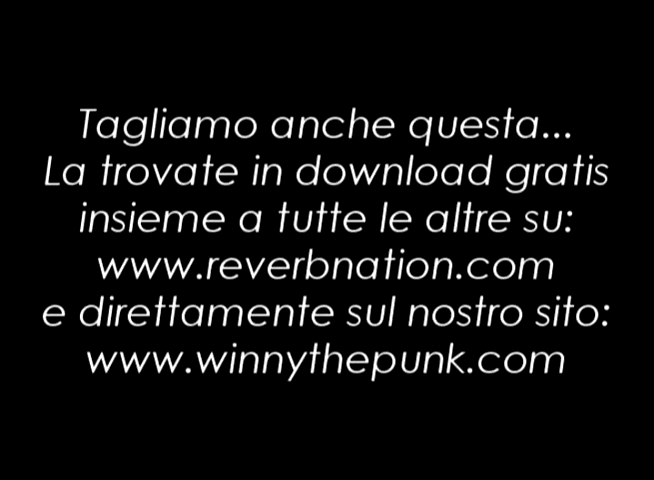 Tagliamo anche questa...
La trovate in download gratis
insieme a tutte le altre su:
www.reverbnation.com
e direttamente sul nostro sito:
www.winnythepunk.com